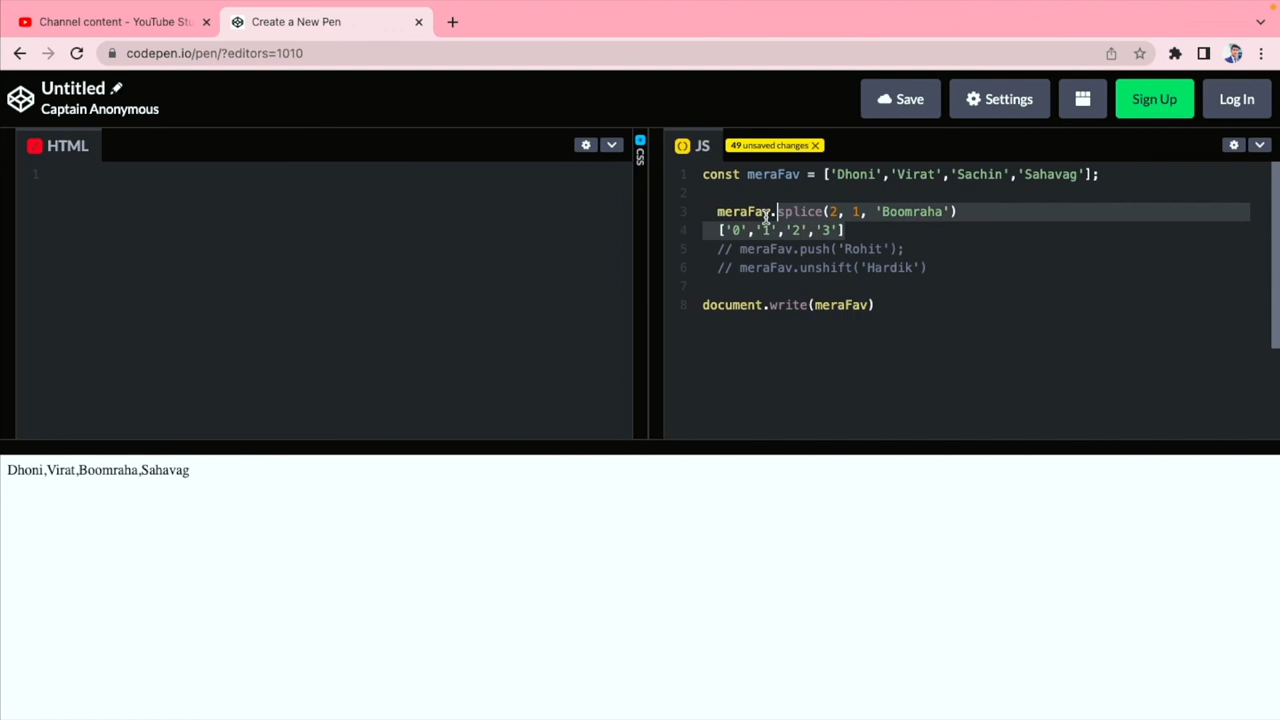 Channel content - YouTube Stu
Create a New Pen
codepen.io/pen/?editors=1010
Untitled
Captain Anonymous
Save
Settings
Sign Up
Log In
HTML
1
CSS
JS
49 unsaved changes X
1 const meraFav = ['Dhoni','Virat','Sachin','Sahavag'];
2
3 meraFav.splice(2, 1, 'Boomraha')
4 ['0','1','2','3']
5 // meraFav.push('Rohit');
6 // meraFav.unshift('Hardik')
7
8 document.write(meraFav)
Dhoni,Virat,Boomraha,Sahavag